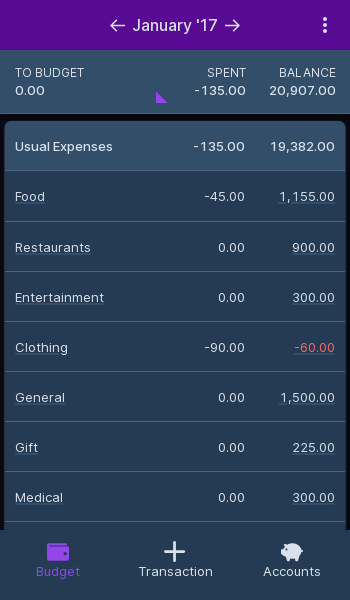 ← January '17 →
TO BUDGET SPENT BALANCE
0.00 -135.00 20,907.00
Usual Expenses -135.00 19,382.00
Food -45.00 1,155.00
Restaurants 0.00 900.00
Entertainment 0.00 300.00
Clothing -90.00 -60.00
General 0.00 1,500.00
Gift 0.00 225.00
Medical 0.00 300.00
Budget Transaction Accounts